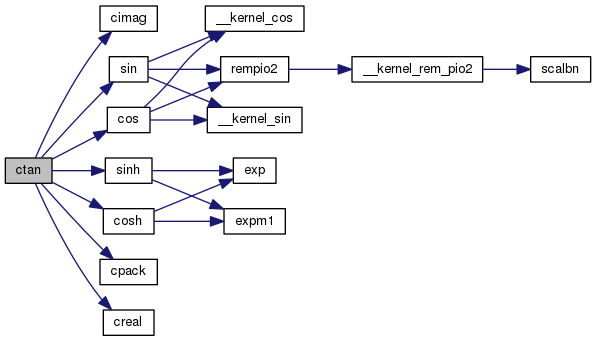 cimag
__kernel_cos
sin
rempio2
__kernel_rem_pio2
scalbn
cos
__kernel_sin
ctan
sinh
exp
cosh
expm1
cpack
creal